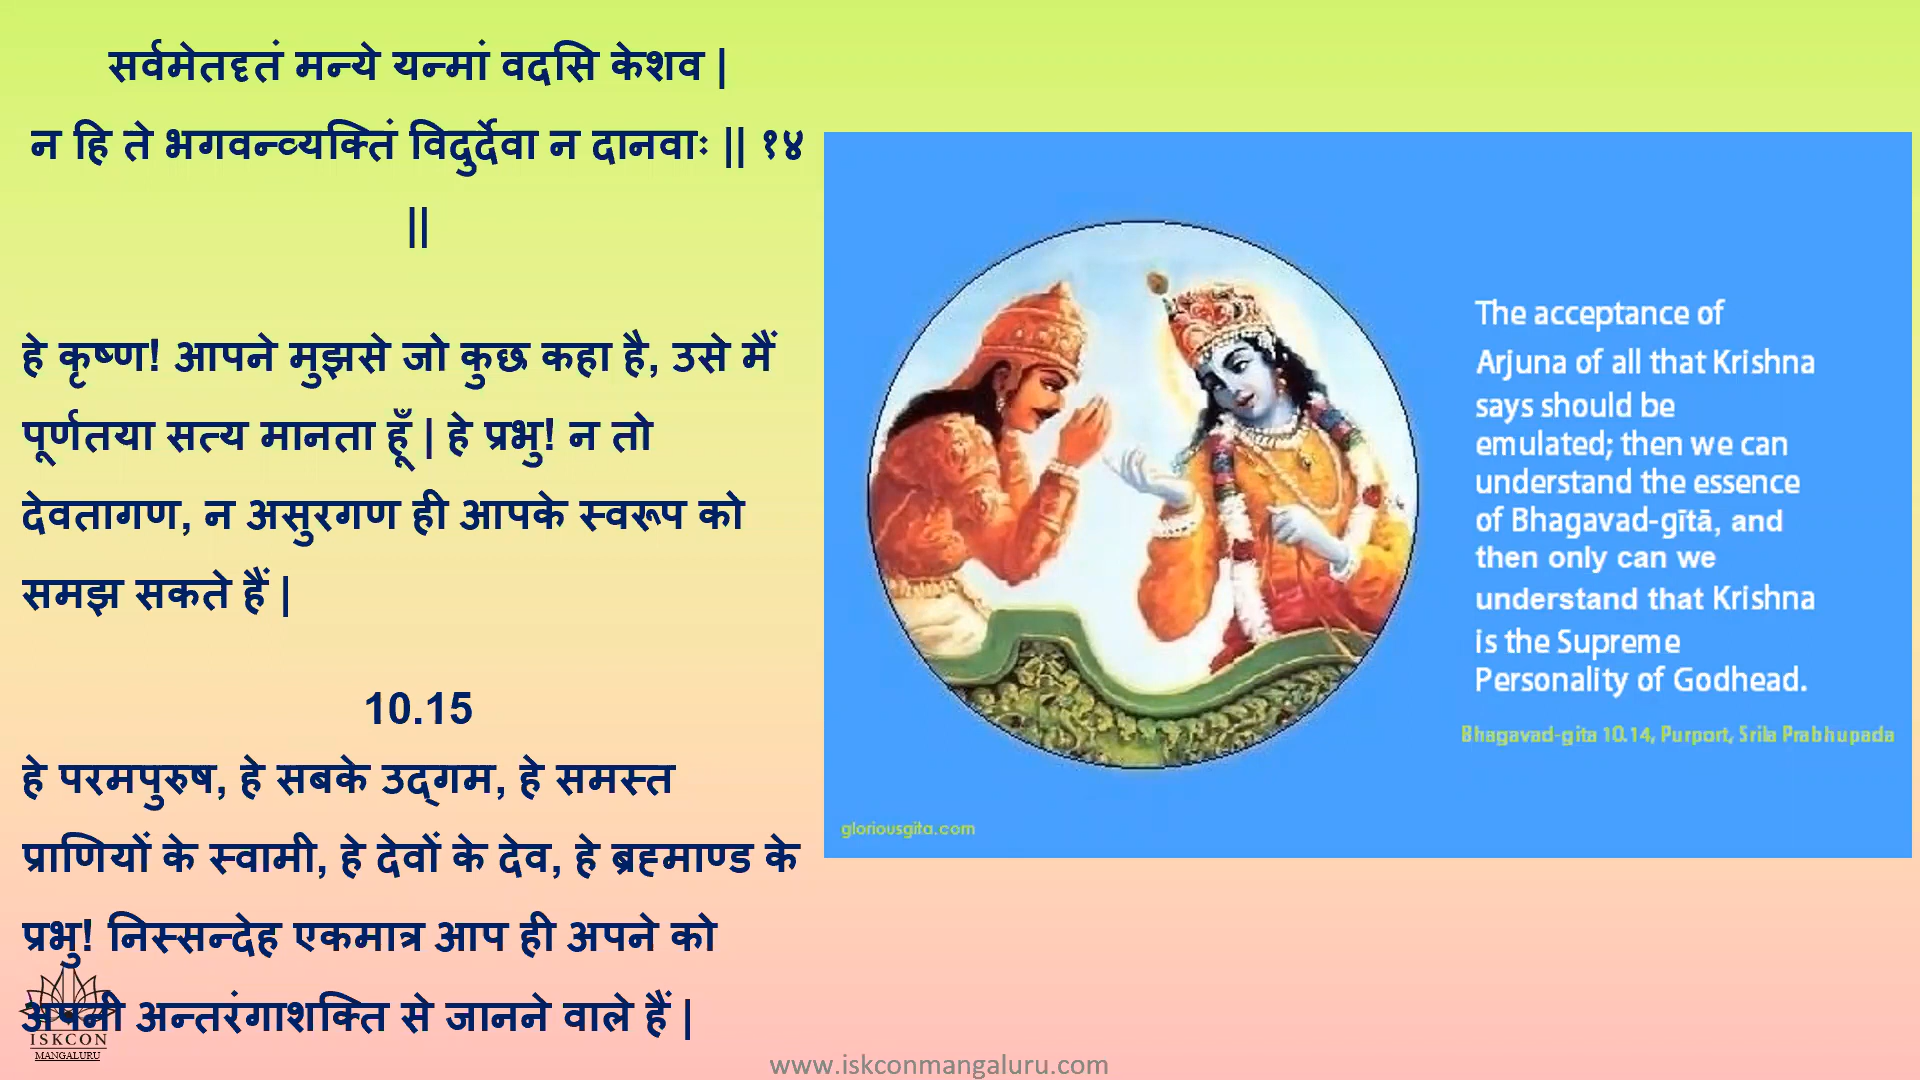 सर्वमेतदृतं मन्ये यन्मां वदसि केशव |
न हि ते भगवन्व्यक्तिं विदुर्देवा न दानवाः || १४
||
हे कृष्ण! आपने मुझसे जो कुछ कहा है, उसे मैं
पूर्णतया सत्य मानता हूँ | हे प्रभु! न तो
देवतागण, न असुरगण ही आपके स्वरूप को
समझ सकते हैं |
10.15
हे परमपुरुष, हे सबके उद्गम, हे समस्त
प्राणियों के स्वामी, हे देवों के देव, हे ब्रह्माण्ड के
प्रभु! निस्सन्देह एकमात्र आप ही अपने को
अपनी अन्तरंगाशक्ति से जानने वाले हैं |
The acceptance of
Arjuna of all that Krishna
says should be
emulated; then we can
understand the essence
of Bhagavad-gītā, and
then only can we
understand that Krishna
is the Supreme
Personality of Godhead.
Bhagavad-gita 10.14, Purport, Srila Prabhupada
gloriousgita.com
ISKCON
MANGALURU
www.iskconmangaluru.com